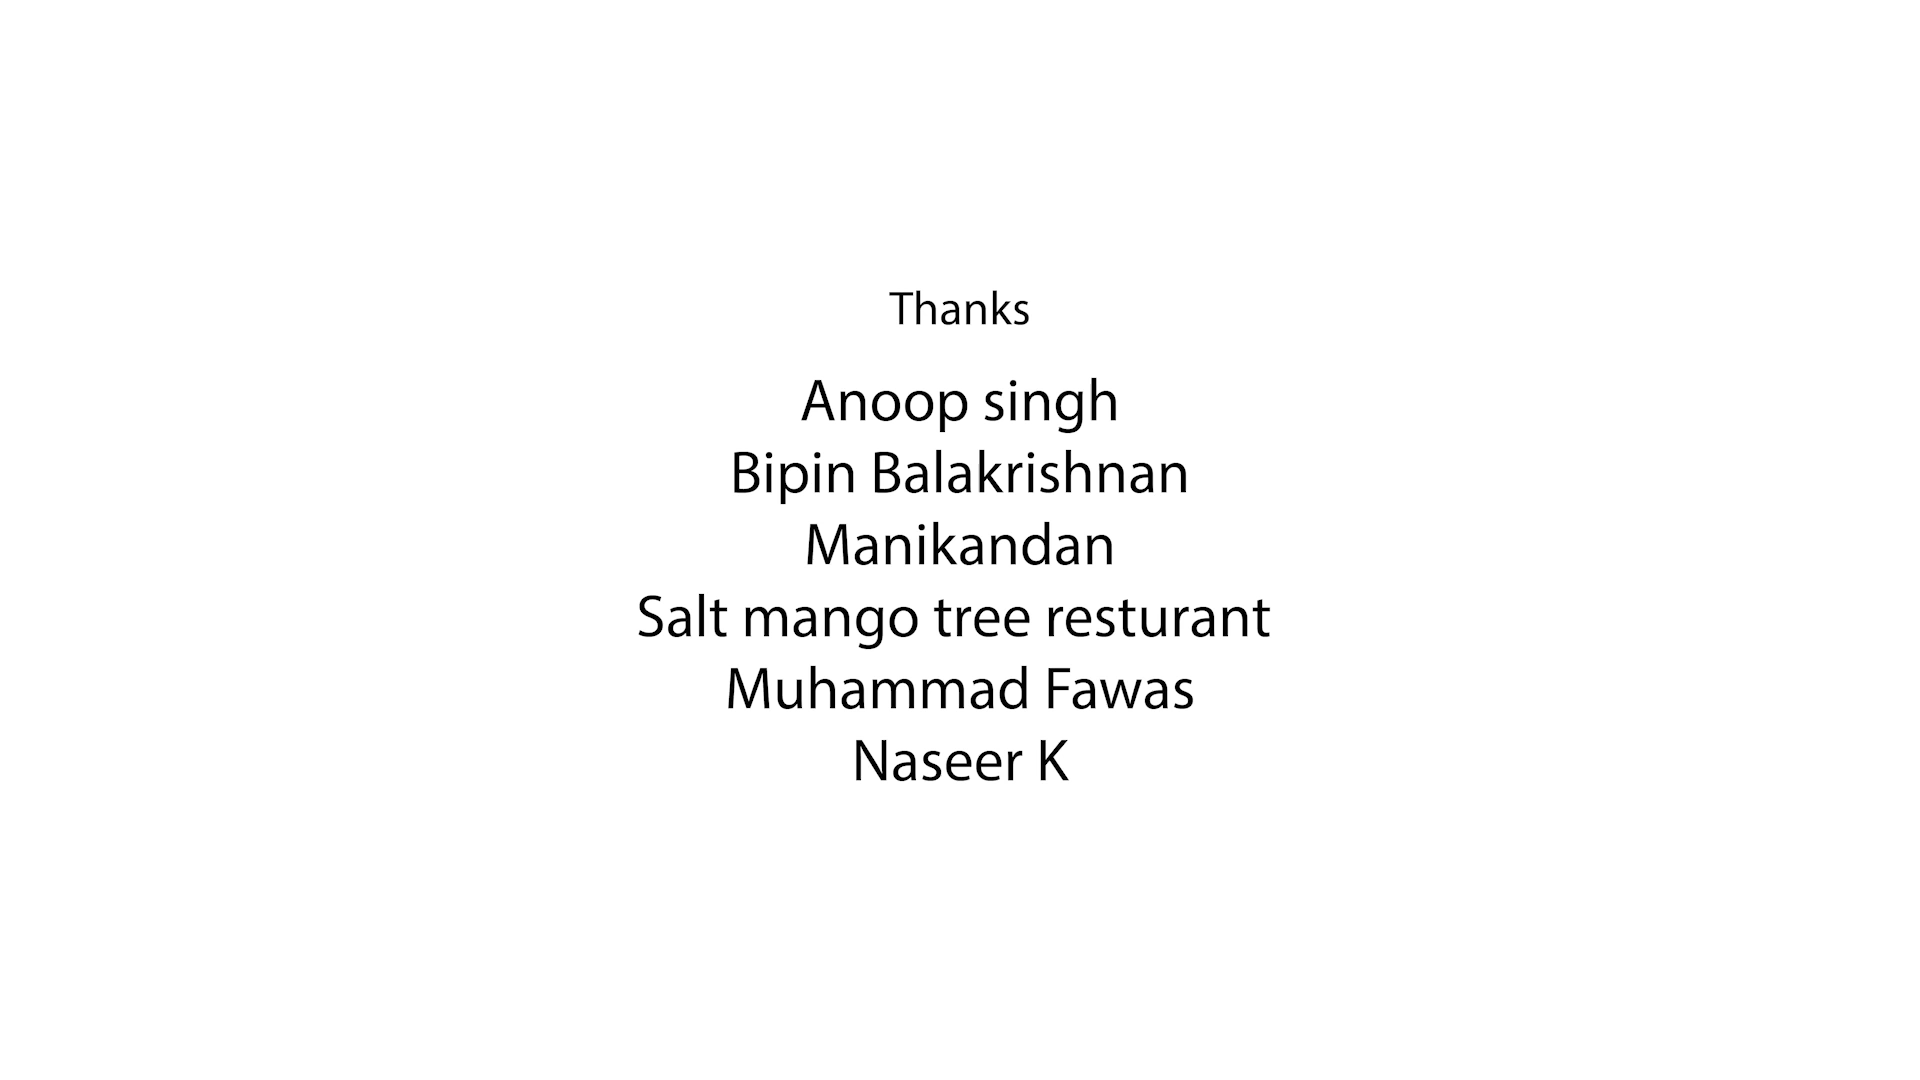 Thanks
Anoop singh
Bipin Balakrishnan
Manikandan
Salt mango tree resturant
Muhammad Fawas
Naseer K